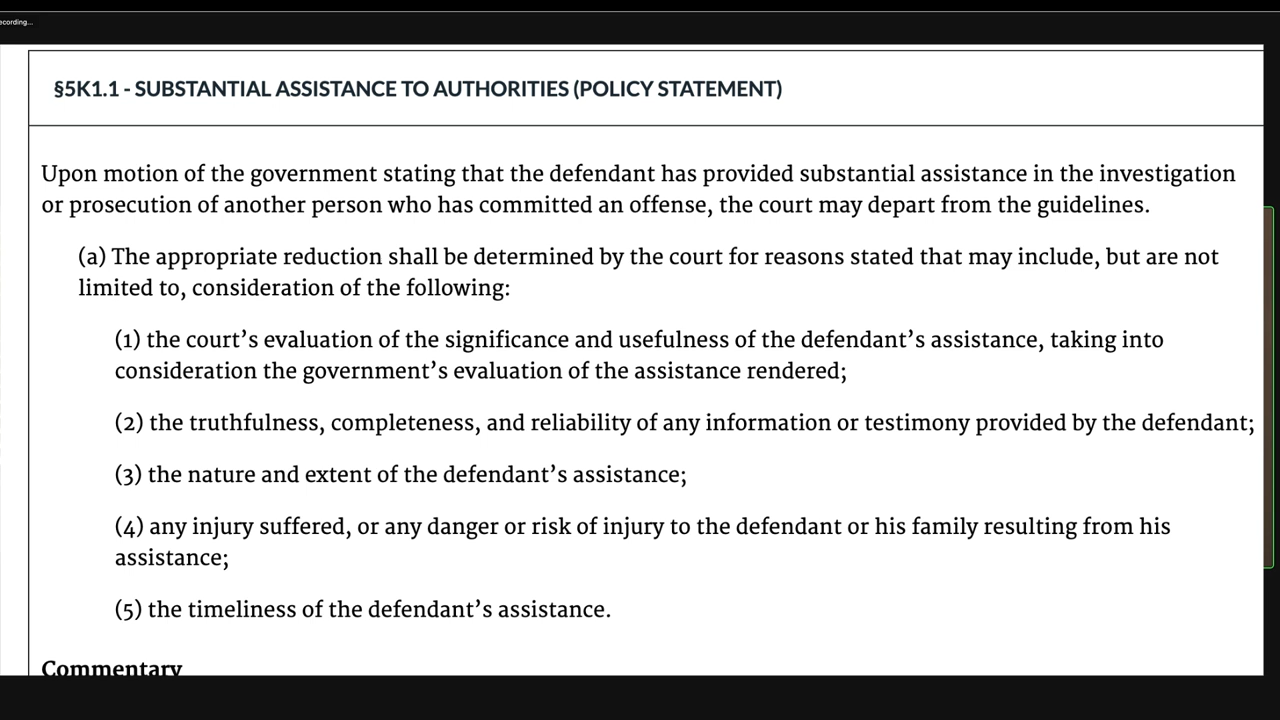 ecording...
§5K1.1 - SUBSTANTIAL ASSISTANCE TO AUTHORITIES (POLICY STATEMENT)
Upon motion of the government stating that the defendant has provided substantial assistance in the investigation
or prosecution of another person who has committed an offense, the court may depart from the guidelines.
(a) The appropriate reduction shall be determined by the court for reasons stated that may include, but are not
limited to, consideration of the following:
(1) the court’s evaluation of the significance and usefulness of the defendant’s assistance, taking into
consideration the government’s evaluation of the assistance rendered;
(2) the truthfulness, completeness, and reliability of any information or testimony provided by the defendant;
(3) the nature and extent of the defendant’s assistance;
(4) any injury suffered, or any danger or risk of injury to the defendant or his family resulting from his
assistance;
(5) the timeliness of the defendant’s assistance.
Commentary